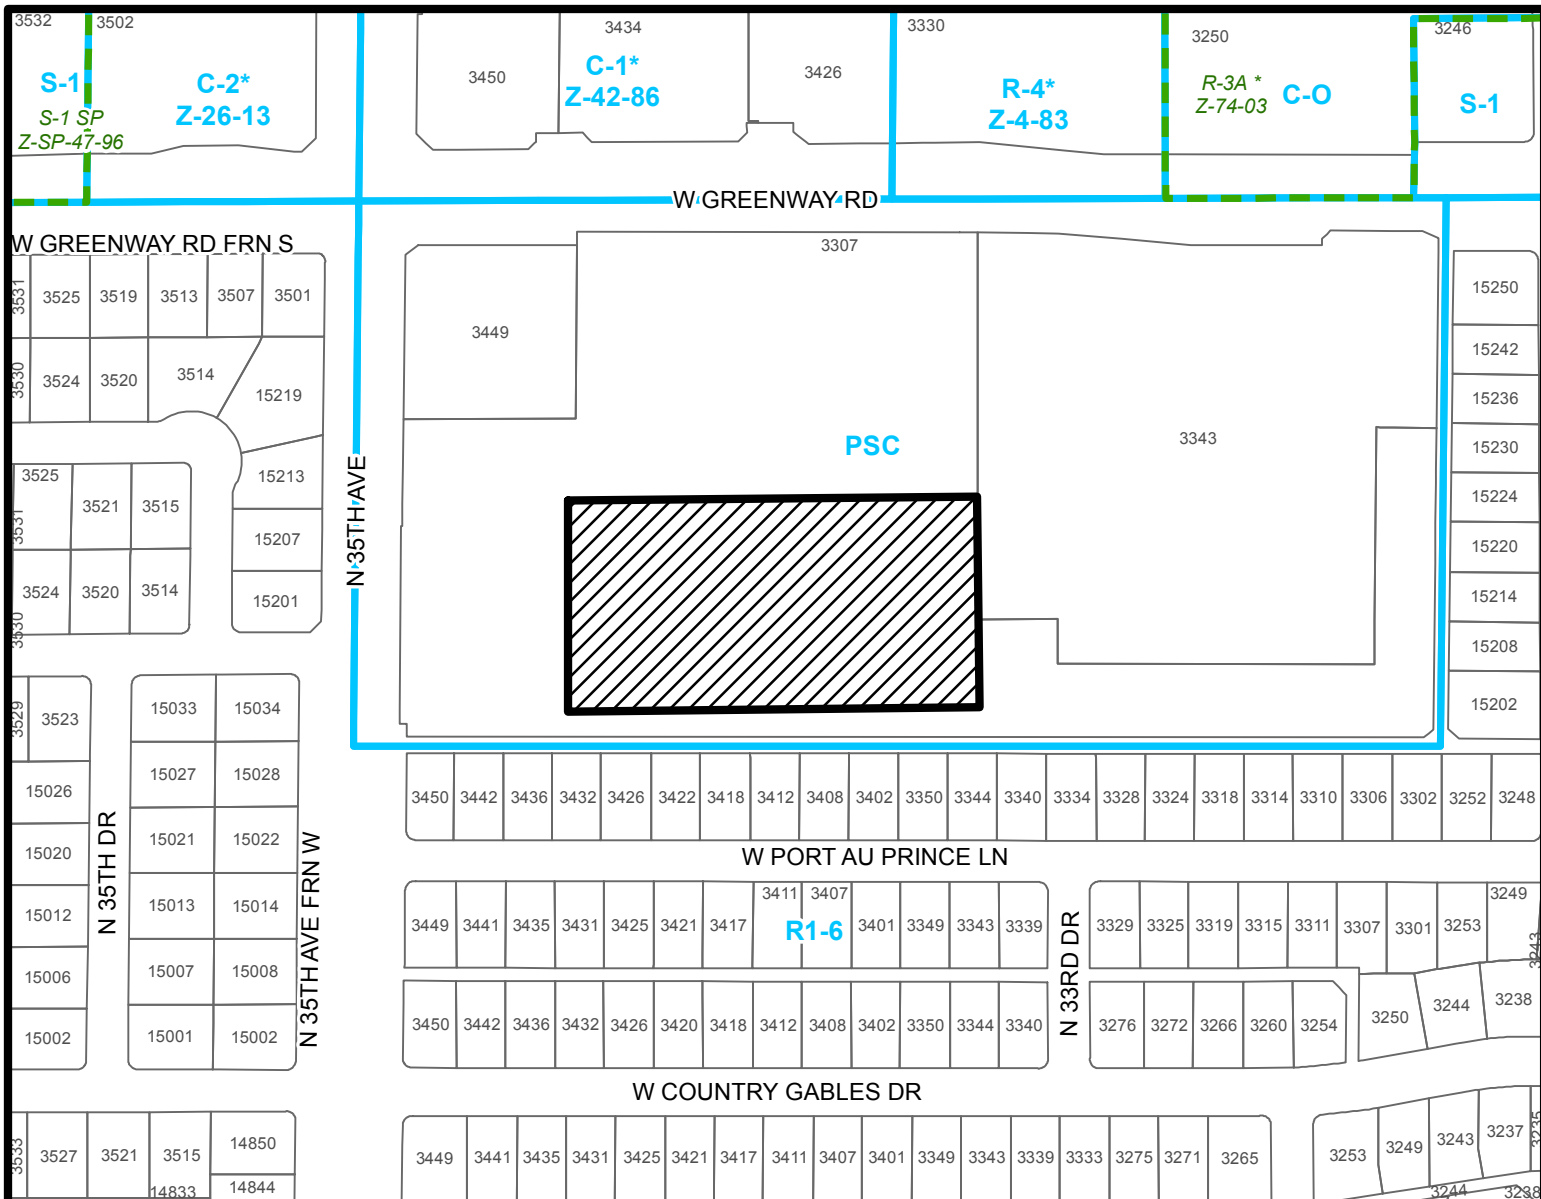 3532
3502
3434
3330
3250
3246
3450
3426
S-1
C-2*
Z-26-13
C-1*
Z-42-86
R-4*
Z-4-83
R-3A *
Z-74-03
C-O
S-1
S-1 SP
Z-SP-47-96
W GREENWAY RD
W GREENWAY RD FRN S
3307
3531
3525
3519
3513
3507
3501
3449
15250
15242
3530
3524
3520
3514
15219
15236
N 35TH AVE
PSC
3343
15230
3525
3531
3521
3515
15213
15224
15207
15220
3524
3530
3520
3514
15201
15214
15208
3529
3523
15033
15034
15202
15026
15027
15028
3450 3442 3436 3432 3426 3422 3418 3412 3408 3402 3350 3344 3340 3334 3328 3324 3318 3314 3310 3306 3302 3252 3248
15020
N 35TH DR
15021
15022
N 35TH AVE FRN W
W PORT AU PRINCE LN
15012
15013
15014
3449 3441 3435 3431 3425 3421 3417 3411 3407 3401 3349 3343 3339
R1-6
N 33RD DR
3329 3325 3319 3315 3311 3307 3301 3253 3249
3243
15006
15007
15008
15002
15001
15002
3450 3442 3436 3432 3426 3420 3418 3412 3408 3402 3350 3344 3340
3276 3272 3266 3260 3254
3250 3244 3238
W COUNTRY GABLES DR
3533
3527
3521
3515
14850
14833
14844
3449 3441 3435 3431 3425 3421 3417 3411 3407 3401 3349 3343 3339 3333 3275 3271 3265
3253 3249 3243 3237 3235
3244
3238